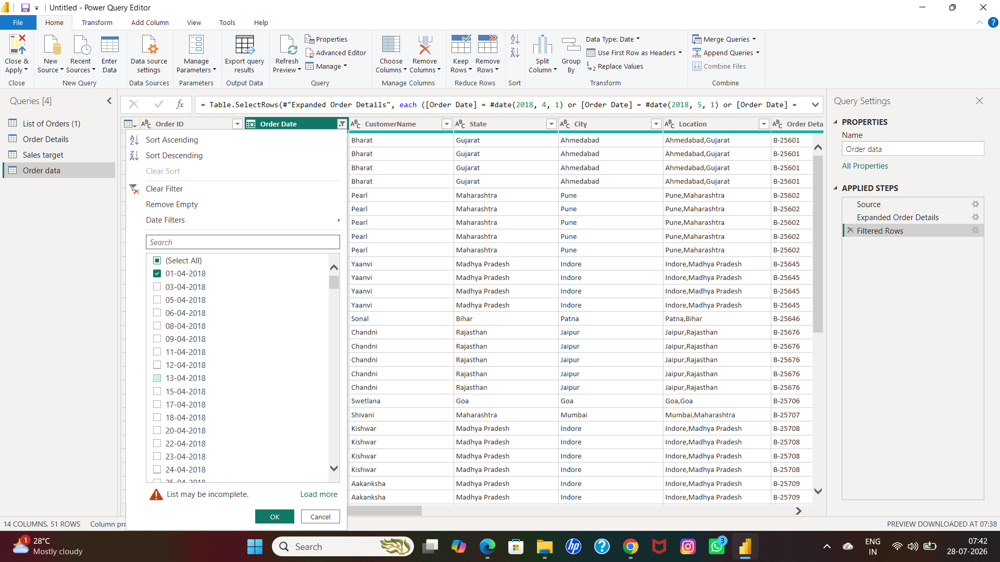 Untitled - Power Query Editor
File Home Transform Add Column View Tools Help
Close & Apply
New Source
Recent Sources
Enter Data
Data source settings
Manage Parameters
Export query results
Refresh Preview
Properties
Advanced Editor
Manage
Choose Columns
Remove Columns
Keep Rows
Remove Rows
Split Column
Group By
Data Type: Date
Use First Row as Headers
Replace Values
Merge Queries
Append Queries
Combine Files
Close New Query Data Sources Parameters Output Data Query Manage Columns Reduce Rows Sort Transform Combine
Queries [4]
List of Orders (1)
Order Details
Sales target
Order data
fx = Table.SelectRows(#"Expanded Order Details", each ([Order Date] = #date(2018, 4, 1) or [Order Date] = #date(2018, 5, 1) or [Order Date] =
Order ID Order Date CustomerName State City Location Order Deta
Sort Ascending
Sort Descending
Clear Sort
Clear Filter
Remove Empty
Date Filters
Search
(Select All)
01-04-2018
03-04-2018
05-04-2018
06-04-2018
08-04-2018
09-04-2018
11-04-2018
12-04-2018
13-04-2018
15-04-2018
17-04-2018
18-04-2018
20-04-2018
22-04-2018
23-04-2018
24-04-2018
List may be incomplete. Load more
OK Cancel
Bharat Gujarat Ahmedabad Ahmedabad,Gujarat B-25601
Bharat Gujarat Ahmedabad Ahmedabad,Gujarat B-25601
Bharat Gujarat Ahmedabad Ahmedabad,Gujarat B-25601
Bharat Gujarat Ahmedabad Ahmedabad,Gujarat B-25601
Pearl Maharashtra Pune Pune,Maharashtra B-25602
Pearl Maharashtra Pune Pune,Maharashtra B-25602
Pearl Maharashtra Pune Pune,Maharashtra B-25602
Pearl Maharashtra Pune Pune,Maharashtra B-25602
Pearl Maharashtra Pune Pune,Maharashtra B-25602
Yaanvi Madhya Pradesh Indore Indore,Madhya Pradesh B-25645
Yaanvi Madhya Pradesh Indore Indore,Madhya Pradesh B-25645
Yaanvi Madhya Pradesh Indore Indore,Madhya Pradesh B-25645
Yaanvi Madhya Pradesh Indore Indore,Madhya Pradesh B-25645
Sonal Bihar Patna Patna,Bihar B-25646
Chandni Rajasthan Jaipur Jaipur,Rajasthan B-25676
Chandni Rajasthan Jaipur Jaipur,Rajasthan B-25676
Chandni Rajasthan Jaipur Jaipur,Rajasthan B-25676
Chandni Rajasthan Jaipur Jaipur,Rajasthan B-25676
Chandni Rajasthan Jaipur Jaipur,Rajasthan B-25676
Swetlana Goa Goa Goa,Goa B-25706
Shivani Maharashtra Mumbai Mumbai,Maharashtra B-25707
Kishwar Madhya Pradesh Indore Indore,Madhya Pradesh B-25708
Kishwar Madhya Pradesh Indore Indore,Madhya Pradesh B-25708
Kishwar Madhya Pradesh Indore Indore,Madhya Pradesh B-25708
Kishwar Madhya Pradesh Indore Indore,Madhya Pradesh B-25708
Aakanksha Madhya Pradesh Indore Indore,Madhya Pradesh B-25709
Aakanksha Madhya Pradesh Indore Indore,Madhya Pradesh B-25709
Query Settings
PROPERTIES
Name
Order data
All Properties
APPLIED STEPS
Source
Expanded Order Details
Filtered Rows
14 COLUMNS, 51 ROWS Column pro PREVIEW DOWNLOADED AT 07:38
1 28°C
Mostly cloudy
Search
hp
3
ENG
IN
07:42
28-07-2026